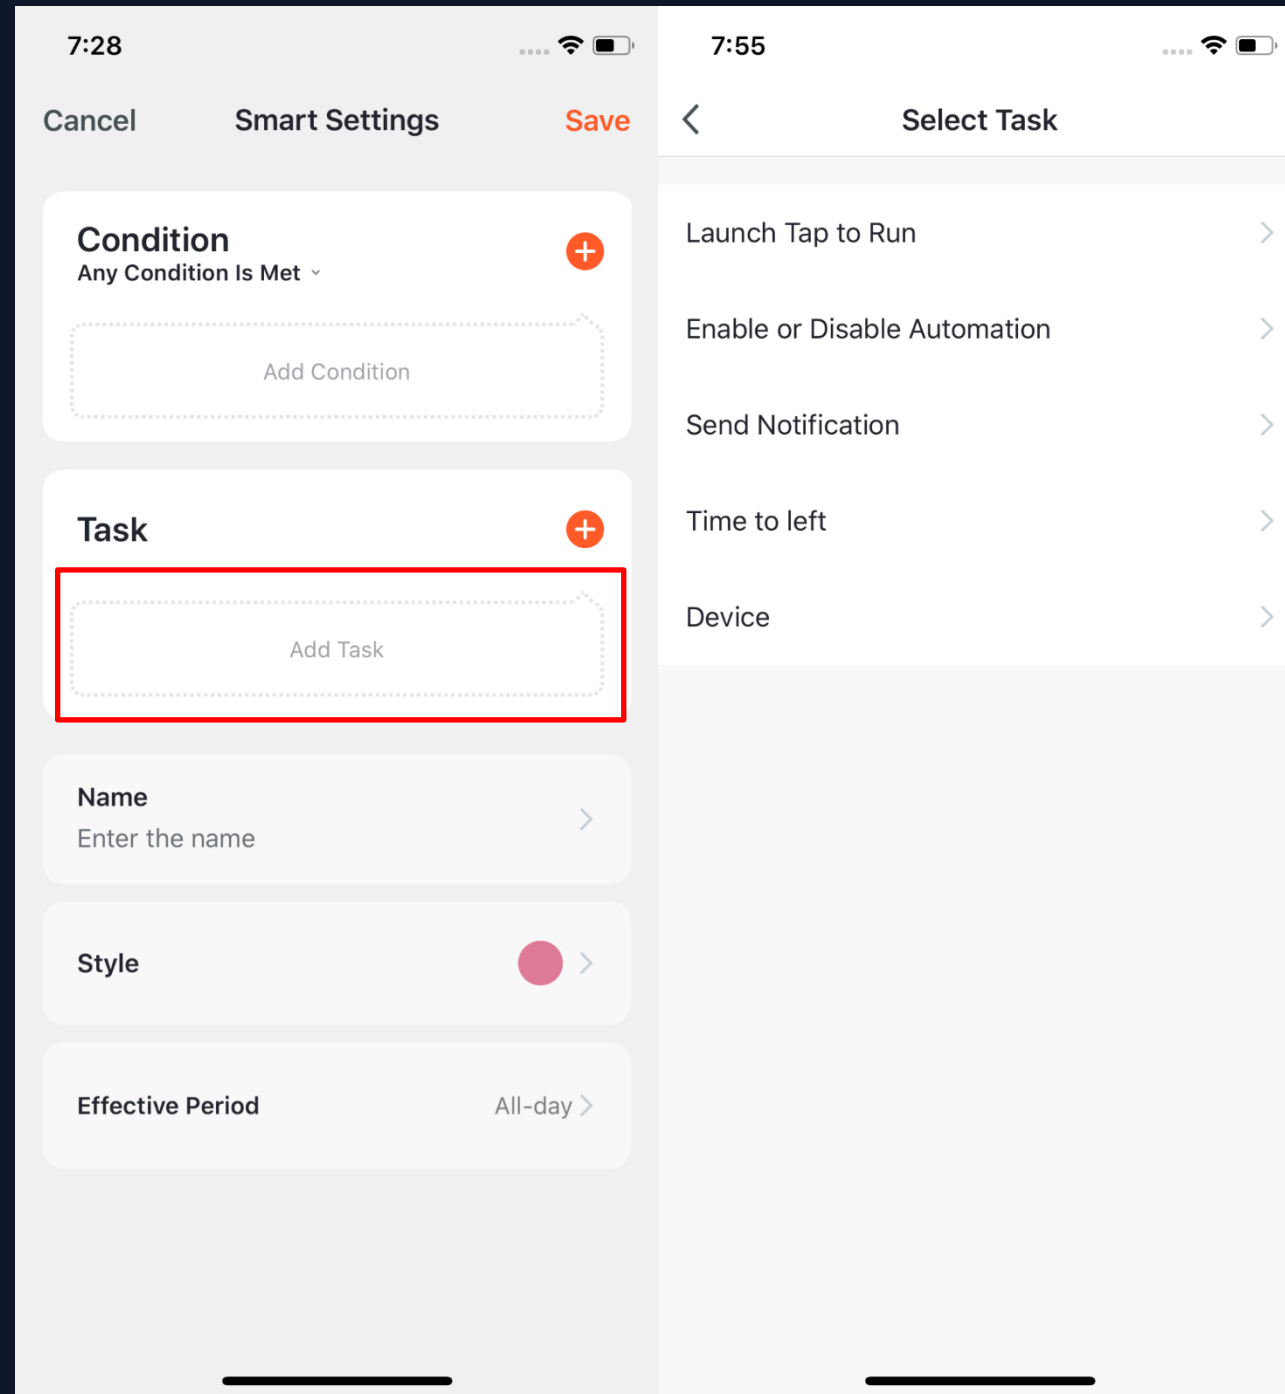 7:28
Cancel
Smart Settings
Save
Condition
Any Condition Is Met
Add Condition
Task
Add Task
Name
Enter the name
Style
Effective Period
All-day
7:55
Select Task
Launch Tap to Run
Enable or Disable Automation
Send Notification
Time to left
Device